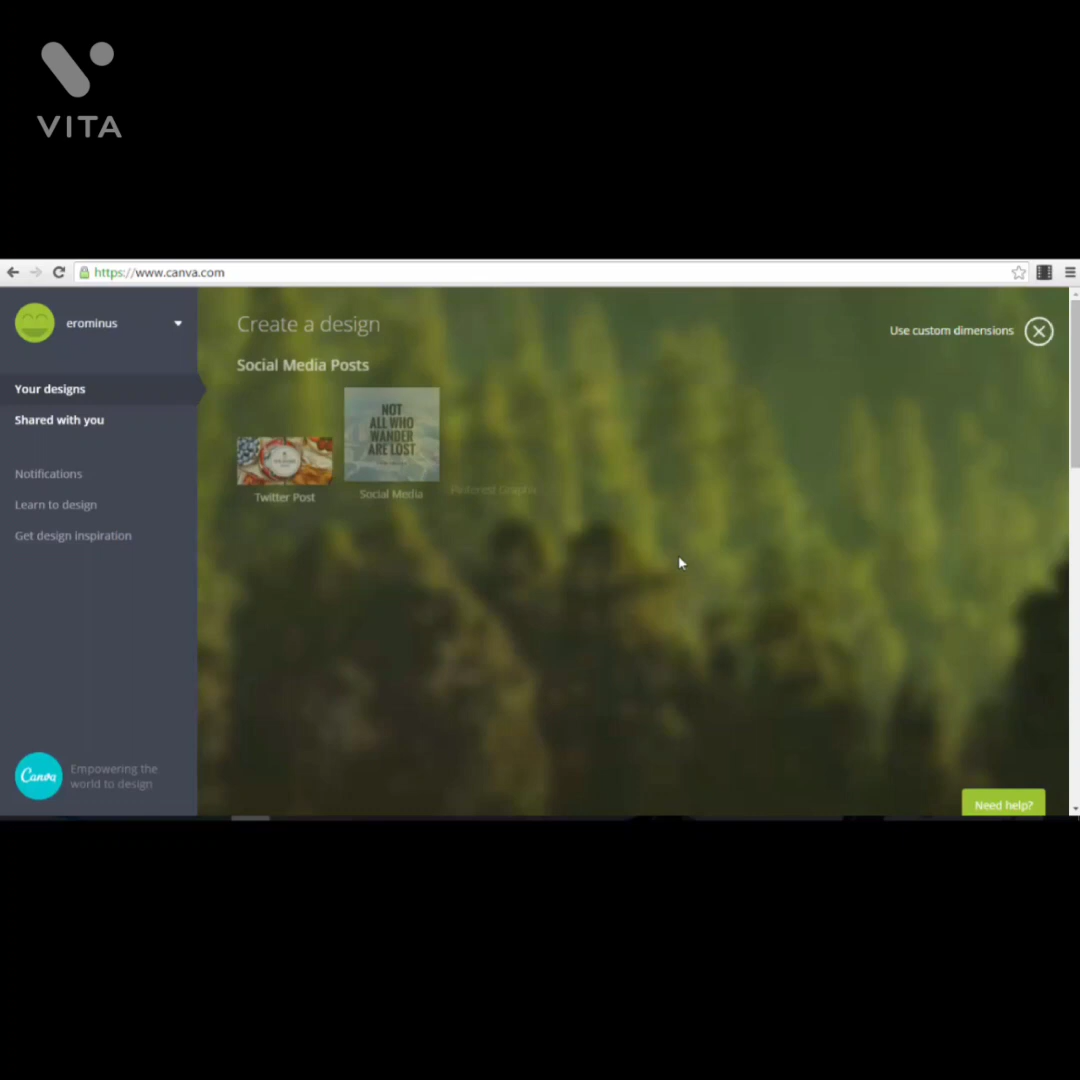 VITA
https://www.canva.com
erominus
Create a design
Use custom dimensions
Social Media Posts
Your designs
Shared with you
NOT
ALL WHO
WANDER
ARE LOST
Twitter Post
Social Media
Pinterest Graphic
Notifications
Learn to design
Get design inspiration
Canva
Empowering the
world to design
Need help?